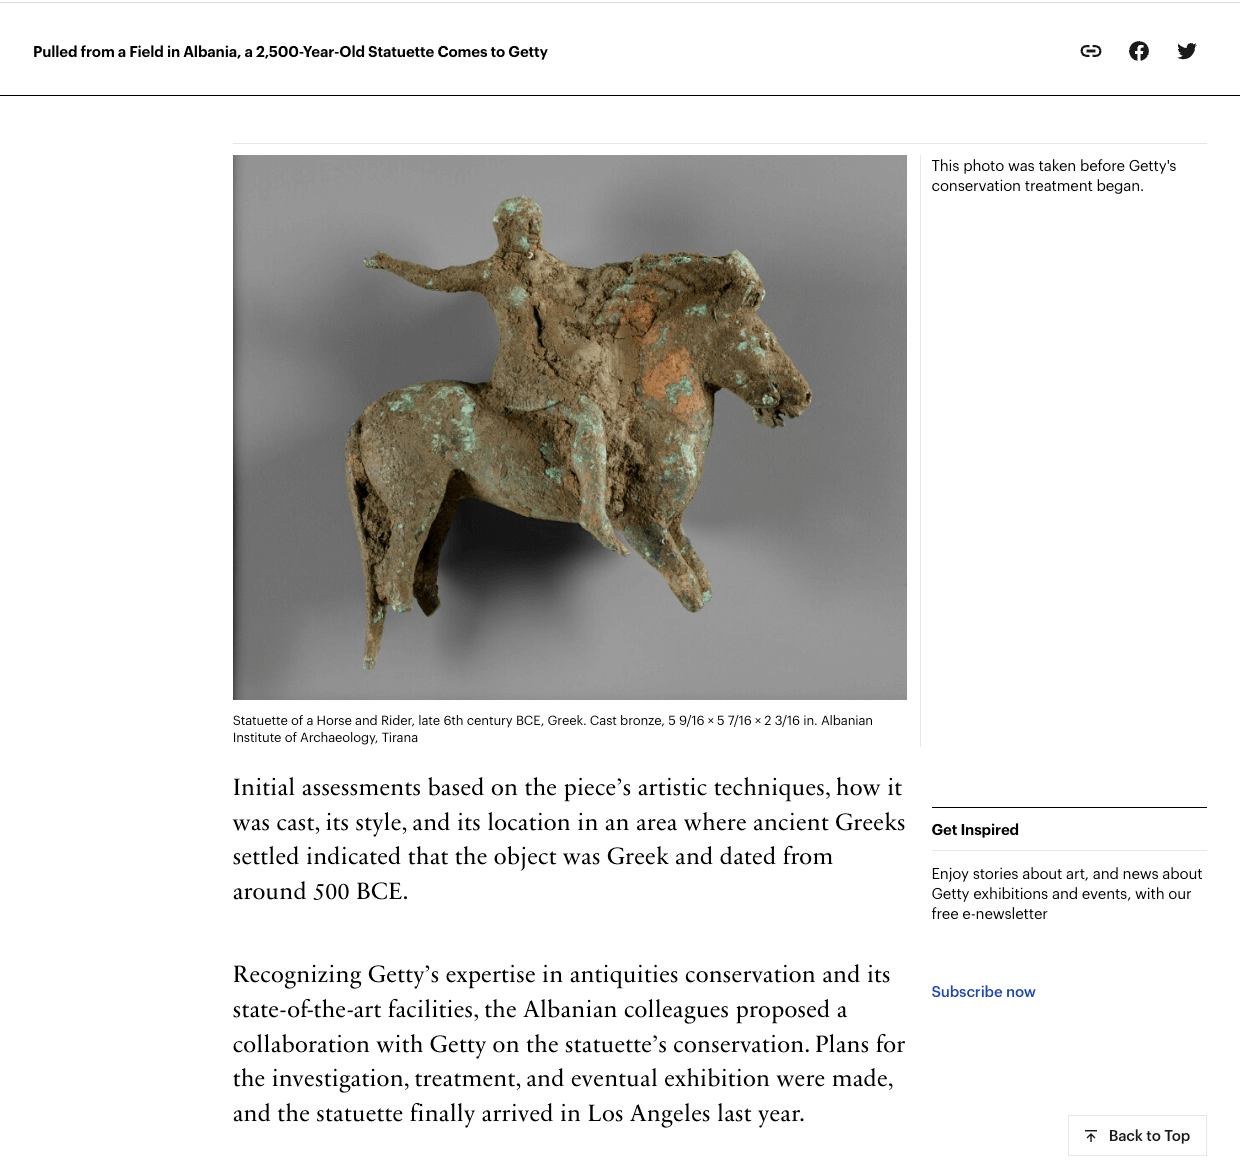 Pulled from a Field in Albania, a 2,500-Year-Old Statuette Comes to Getty
This photo was taken before Getty's
conservation treatment began.
Statuette of a Horse and Rider, late 6th century BCE, Greek. Cast bronze, 5 9/16 × 5 7/16 × 2 3/16 in. Albanian
Institute of Archaeology, Tirana
Initial assessments based on the piece’s artistic techniques, how it
was cast, its style, and its location in an area where ancient Greeks
settled indicated that the object was Greek and dated from
around 500 BCE.
Recognizing Getty’s expertise in antiquities conservation and its
state-of-the-art facilities, the Albanian colleagues proposed a
collaboration with Getty on the statuette’s conservation. Plans for
the investigation, treatment, and eventual exhibition were made,
and the statuette finally arrived in Los Angeles last year.
Get Inspired
Enjoy stories about art, and news about
Getty exhibitions and events, with our
free e-newsletter
Subscribe now
Back to Top